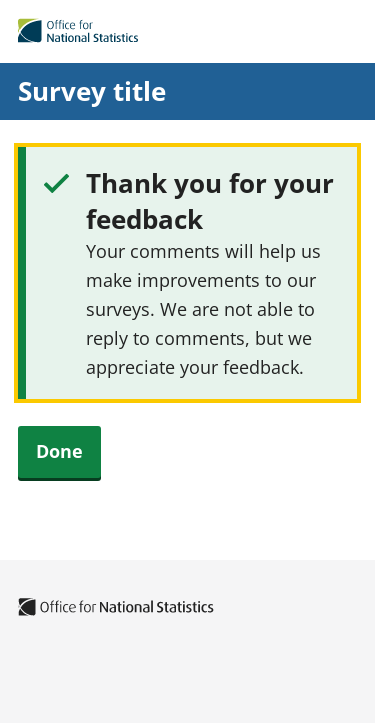 Office for
National Statistics
Survey title
Thank you for your
feedback
Your comments will help us
make improvements to our
surveys. We are not able to
reply to comments, but we
appreciate your feedback.
Done
Office for National Statistics